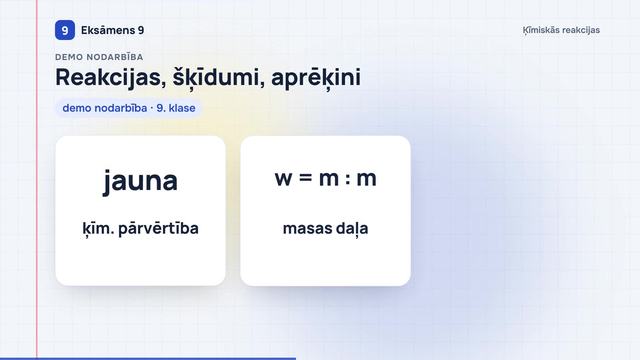 9 Eksāmens 9
Ķīmiskās reakcijas
DEMO NODARBĪBA
Reakcijas, šķīdumi, aprēķini
demo nodarbība · 9. klase
jauna
ķīm. pārvērtība
w = m : m
masas daļa